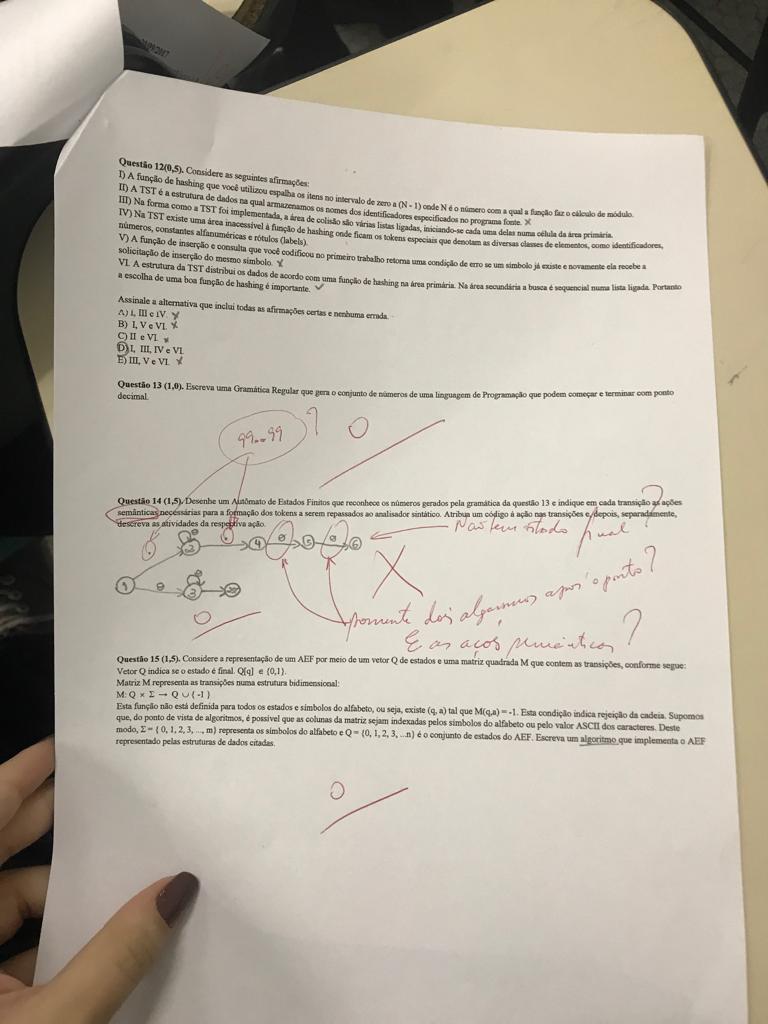 21/09/2017
Questão 12(0,5). Considere as seguintes afirmações:
I) A função de hashing que você utilizou espalha os itens no intervalo de zero a (N - 1) onde N é o número com a qual a função faz o cálculo de módulo.
II) A TST é a estrutura de dados na qual armazenamos os nomes dos identificadores especificados no programa fonte. x
III) Na forma como a TST foi implementada, a área de colisão são várias listas ligadas, iniciando-se cada uma delas numa célula da área primária.
IV) Na TST existe uma área inacessível à função de hashing onde ficam os tokens especiais que denotam as diversas classes de elementos, como identificadores,
números, constantes alfanuméricas e rótulos (labels).
V) A função de inserção e consulta que você codificou no primeiro trabalho retorna uma condição de erro se um símbolo já existe e novamente ela recebe a
solicitação de inserção do mesmo símbolo. x
VI. A estrutura da TST distribui os dados de acordo com uma função de hashing na área primária. Na área secundária a busca é sequencial numa lista ligada. Portanto
a escolha de uma boa função de hashing é importante. ✓
Assinale a alternativa que inclui todas as afirmações certas e nenhuma errada.
A) I, III e IV. x
B) I, V e VI. x
C) II e VI. x
D) I, III, IV e VI.
E) III, V e VI. x
Questão 13 (1,0). Escreva uma Gramática Regular que gera o conjunto de números de uma linguagem de Programação que podem começar e terminar com ponto
decimal.
99..99 ? 0
Questão 14 (1,5). Desenhe um Autômato de Estados Finitos que reconhece os números gerados pela gramática da questão 13 e indique em cada transição as ações
semânticas necessárias para a formação dos tokens a serem repassados ao analisador sintático. Atribua um código à ação nas transições e depois, separadamente,
descreva as atividades da respectiva ação.
Não tem estado final?
. 2 . 4 5 6
1 3
somente dois algarismos após o ponto?
0
E as ações semânticas?
Questão 15 (1,5). Considere a representação de um AEF por meio de um vetor Q de estados e uma matriz quadrada M que contem as transições, conforme segue:
Vetor Q indica se o estado é final. Q[q] ∈ {0,1}.
Matriz M representa as transições numa estrutura bidimensional:
M: Q × Σ → Q ∪ { -1 }
Esta função não está definida para todos os estados e símbolos do alfabeto, ou seja, existe (q, a) tal que M(q,a) = -1. Esta condição indica rejeição da cadeia. Supomos
que, do ponto de vista de algoritmos, é possível que as colunas da matriz sejam indexadas pelos símbolos do alfabeto ou pelo valor ASCII dos caracteres. Deste
modo, Σ = { 0, 1, 2, 3, ..., m} representa os símbolos do alfabeto e Q = {0, 1, 2, 3, ...n} é o conjunto de estados do AEF. Escreva um algoritmo que implementa o AEF
representado pelas estruturas de dados citadas.
0